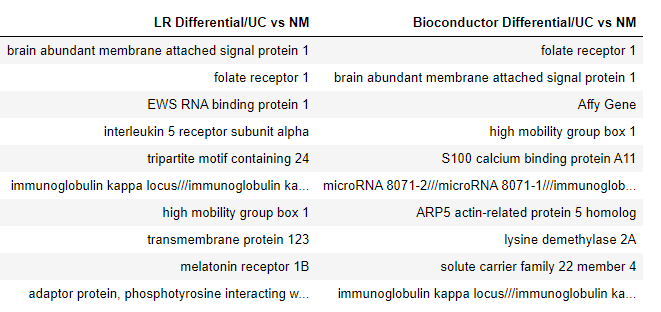 LR Differential/UC vs NM Bioconductor Differential/UC vs NM
brain abundant membrane attached signal protein 1 folate receptor 1
folate receptor 1 brain abundant membrane attached signal protein 1
EWS RNA binding protein 1 Affy Gene
interleukin 5 receptor subunit alpha high mobility group box 1
tripartite motif containing 24 S100 calcium binding protein A11
immunoglobulin kappa locus///immunoglobulin ka... microRNA 8071-2///microRNA 8071-1///immunoglob...
high mobility group box 1 ARP5 actin-related protein 5 homolog
transmembrane protein 123 lysine demethylase 2A
melatonin receptor 1B solute carrier family 22 member 4
adaptor protein, phosphotyrosine interacting w... immunoglobulin kappa locus///immunoglobulin ka...